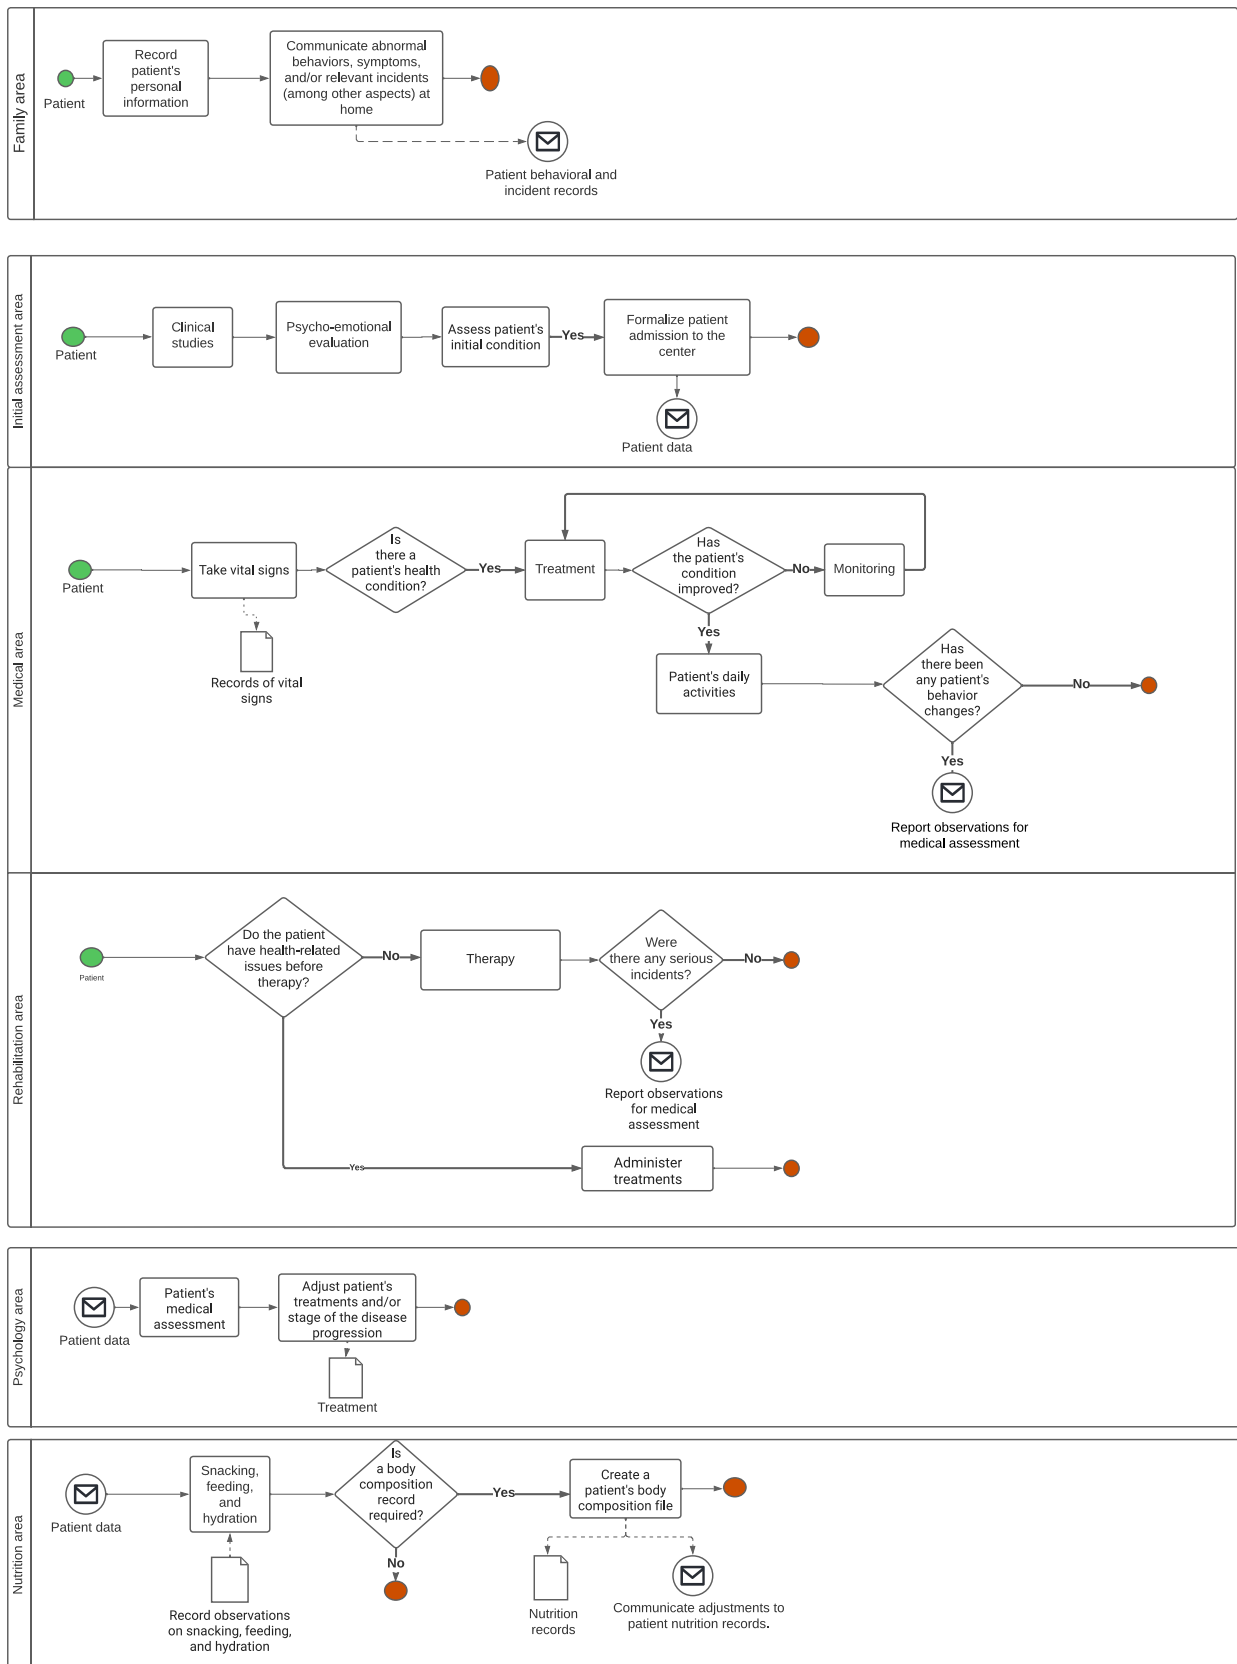 Family area
Patient
Record
patient's
personal
information
Communicate abnormal
behaviors, symptoms,
and/or relevant incidents
(among other aspects) at
home
Patient behavioral and
incident records
Initial assessment area
Patient
Clinical
studies
Psycho-emotional
evaluation
Assess patient's
initial condition
Yes
Formalize patient
admission to the
center
Patient data
Medical area
Patient
Take vital signs
Records of vital
signs
Is
there a
patient's health
condition?
Yes
Treatment
Has
the patient's
condition
improved?
No
Monitoring
Yes
Patient's daily
activities
Has
there been
any patient's
behavior
changes?
No
Yes
Report observations for
medical assessment
Rehabilitation area
Patient
Do the patient
have health-related
issues before
therapy?
No
Therapy
Were
there any serious
incidents?
No
Yes
Report observations
for medical
assessment
Yes
Administer
treatments
Psychology area
Patient data
Patient's
medical
assessment
Adjust patient's
treatments and/or
stage of the disease
progression
Treatment
Nutrition area
Patient data
Snacking,
feeding,
and
hydration
Record observations
on snacking, feeding,
and hydration
Is
a body
composition
record
required?
No
Yes
Create a
patient's body
composition file
Nutrition
records
Communicate adjustments to
patient nutrition records.